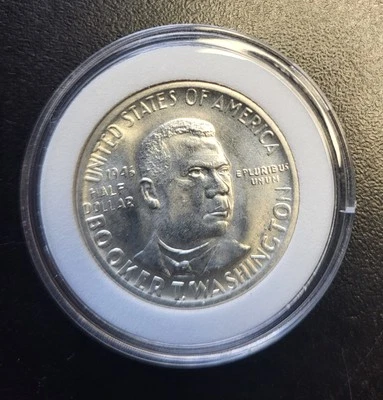 UNITED STATES OF AMERICA
1946
HALF
DOLLAR
E PLURIBUS
UNUM
BOOKER T. WASHINGTON